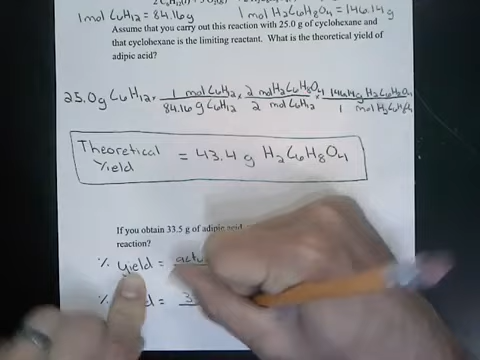 1 mol C6H12 = 84.16g 1 mol H2C6H8O4 = 146.14 g
Assume that you carry out this reaction with 25.0 g of cyclohexane and
that cyclohexane is the limiting reactant. What is the theoretical yield of
adipic acid?
25.0g C6H12 × 1 mol C6H12 / 84.16 g C6H12 × 2 mol H2C6H8O4 / 2 mol C6H12 × 146.14g H2C6H8O4 / 1 mol H2C6H8O4
Theoretical Yield = 43.4 g H2C6H8O4
If you obtain 33.5 g of adipic acid
reaction?
% yield =
% =